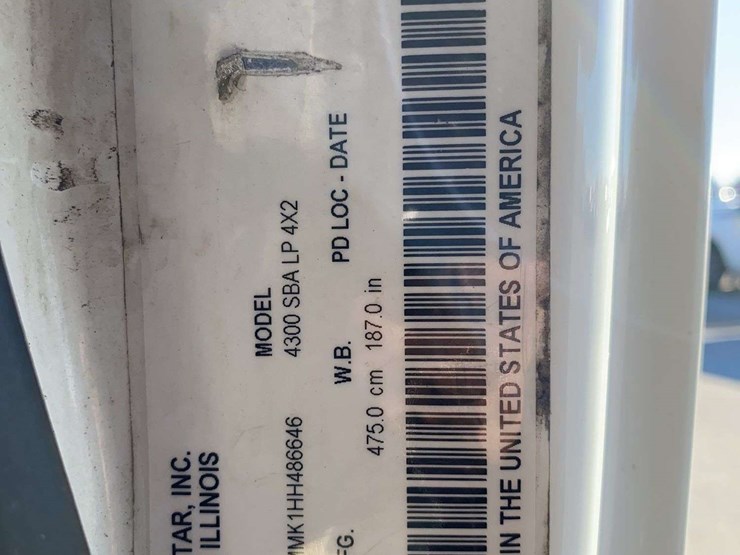 TAR, INC.
ILLINOIS
MODEL
MK1HH486646 4300 SBA LP 4X2
FG. W.B. PD LOC - DATE
475.0 cm 187.0 in
IN THE UNITED STATES OF AMERICA